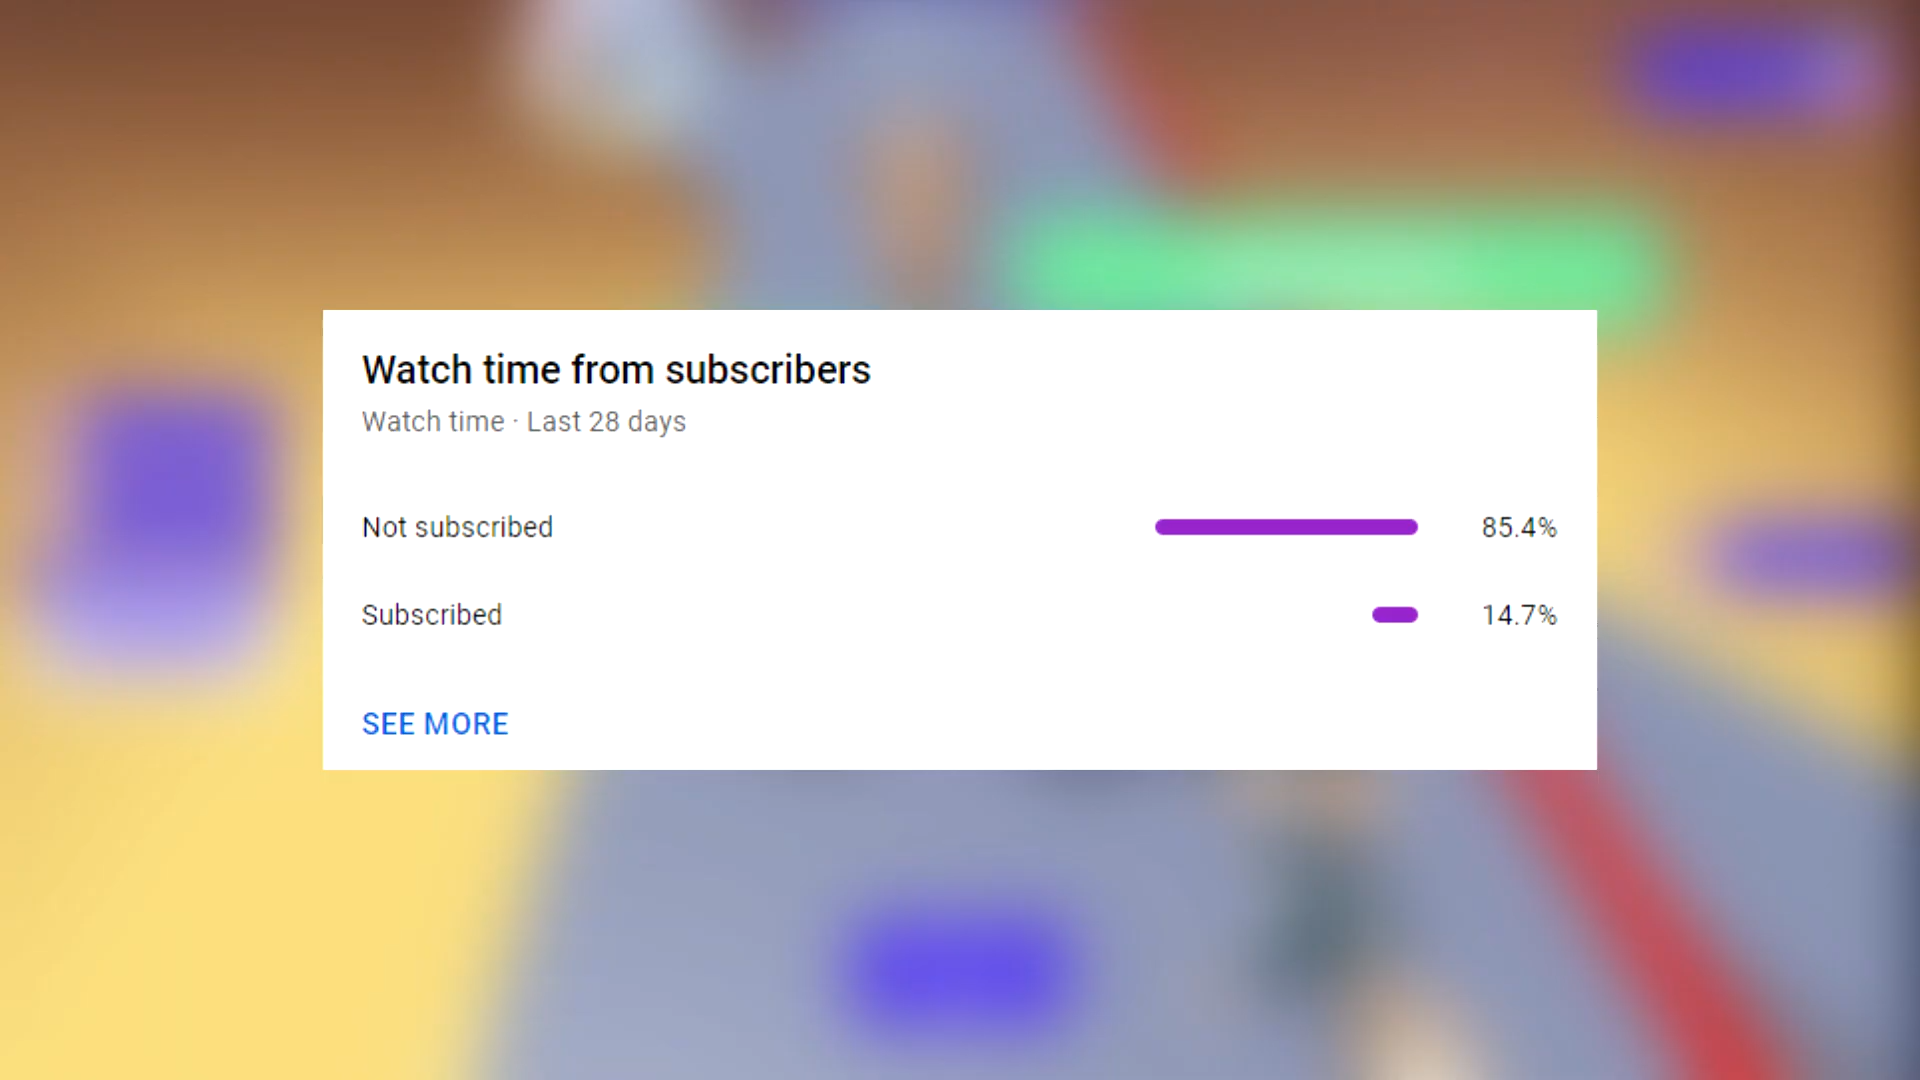 Watch time from subscribers
Watch time · Last 28 days
Not subscribed 85.4%
Subscribed 14.7%
SEE MORE